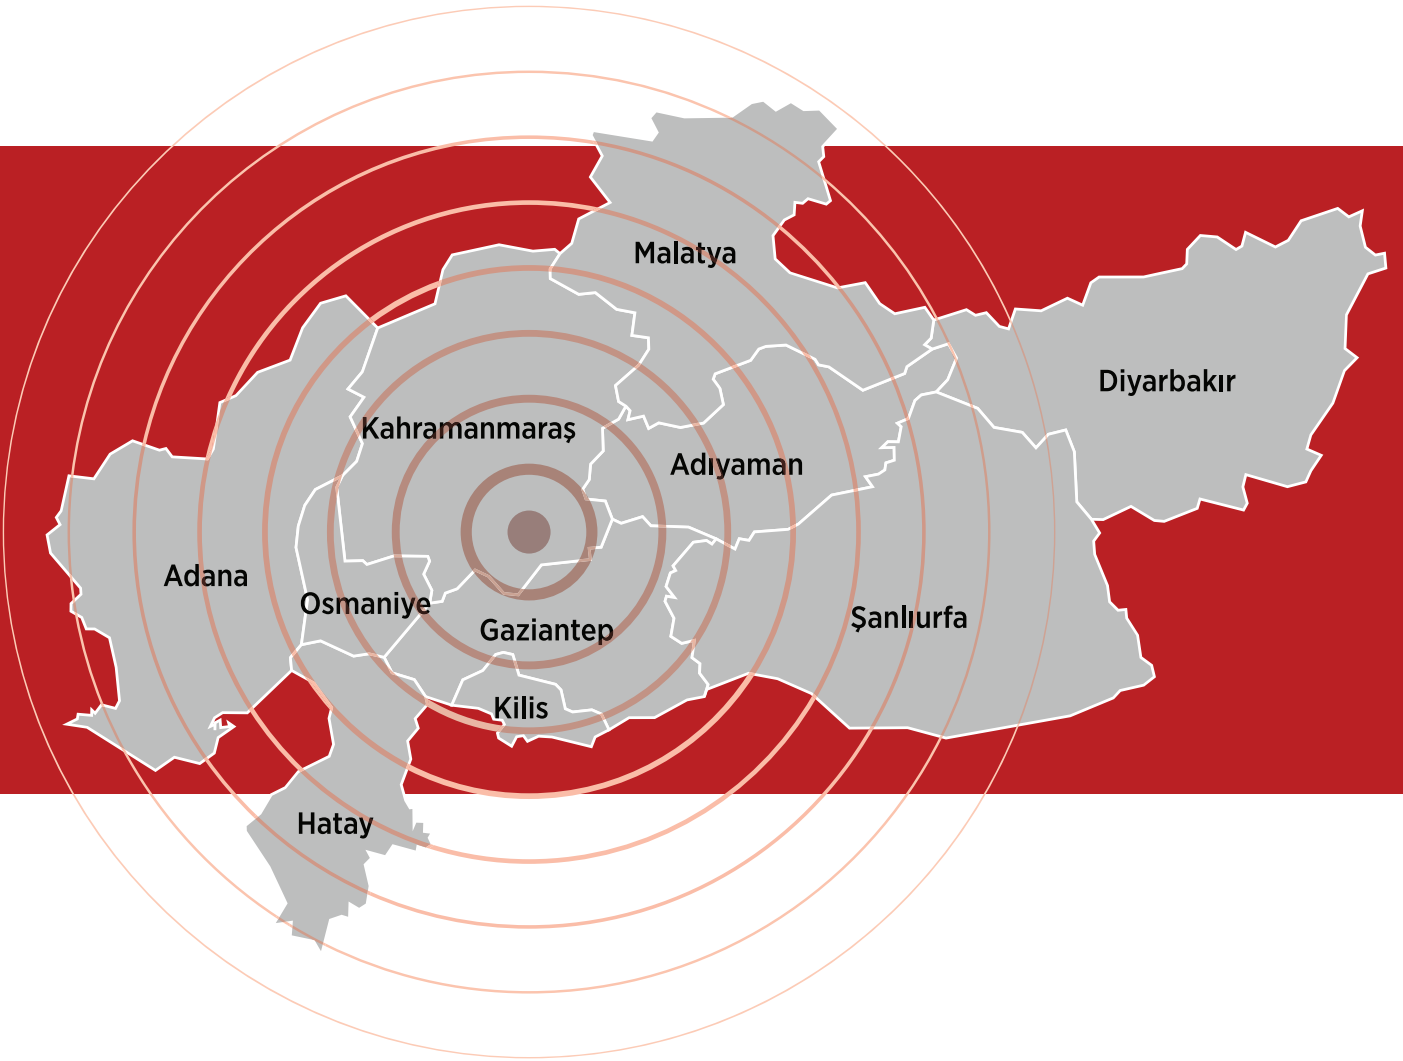 Malatya
Diyarbakır
Kahramanmaraş
Adıyaman
Adana
Osmaniye
Şanlıurfa
Gaziantep
Kilis
Hatay